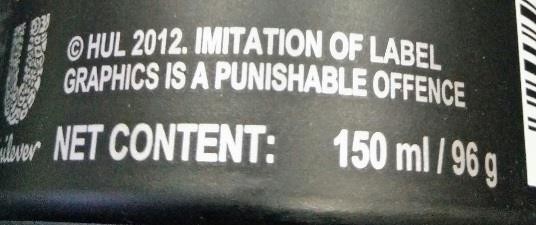 © HUL 2012. IMITATION OF LABEL
GRAPHICS IS A PUNISHABLE OFFENCE
NET CONTENT: 150 ml / 96 g